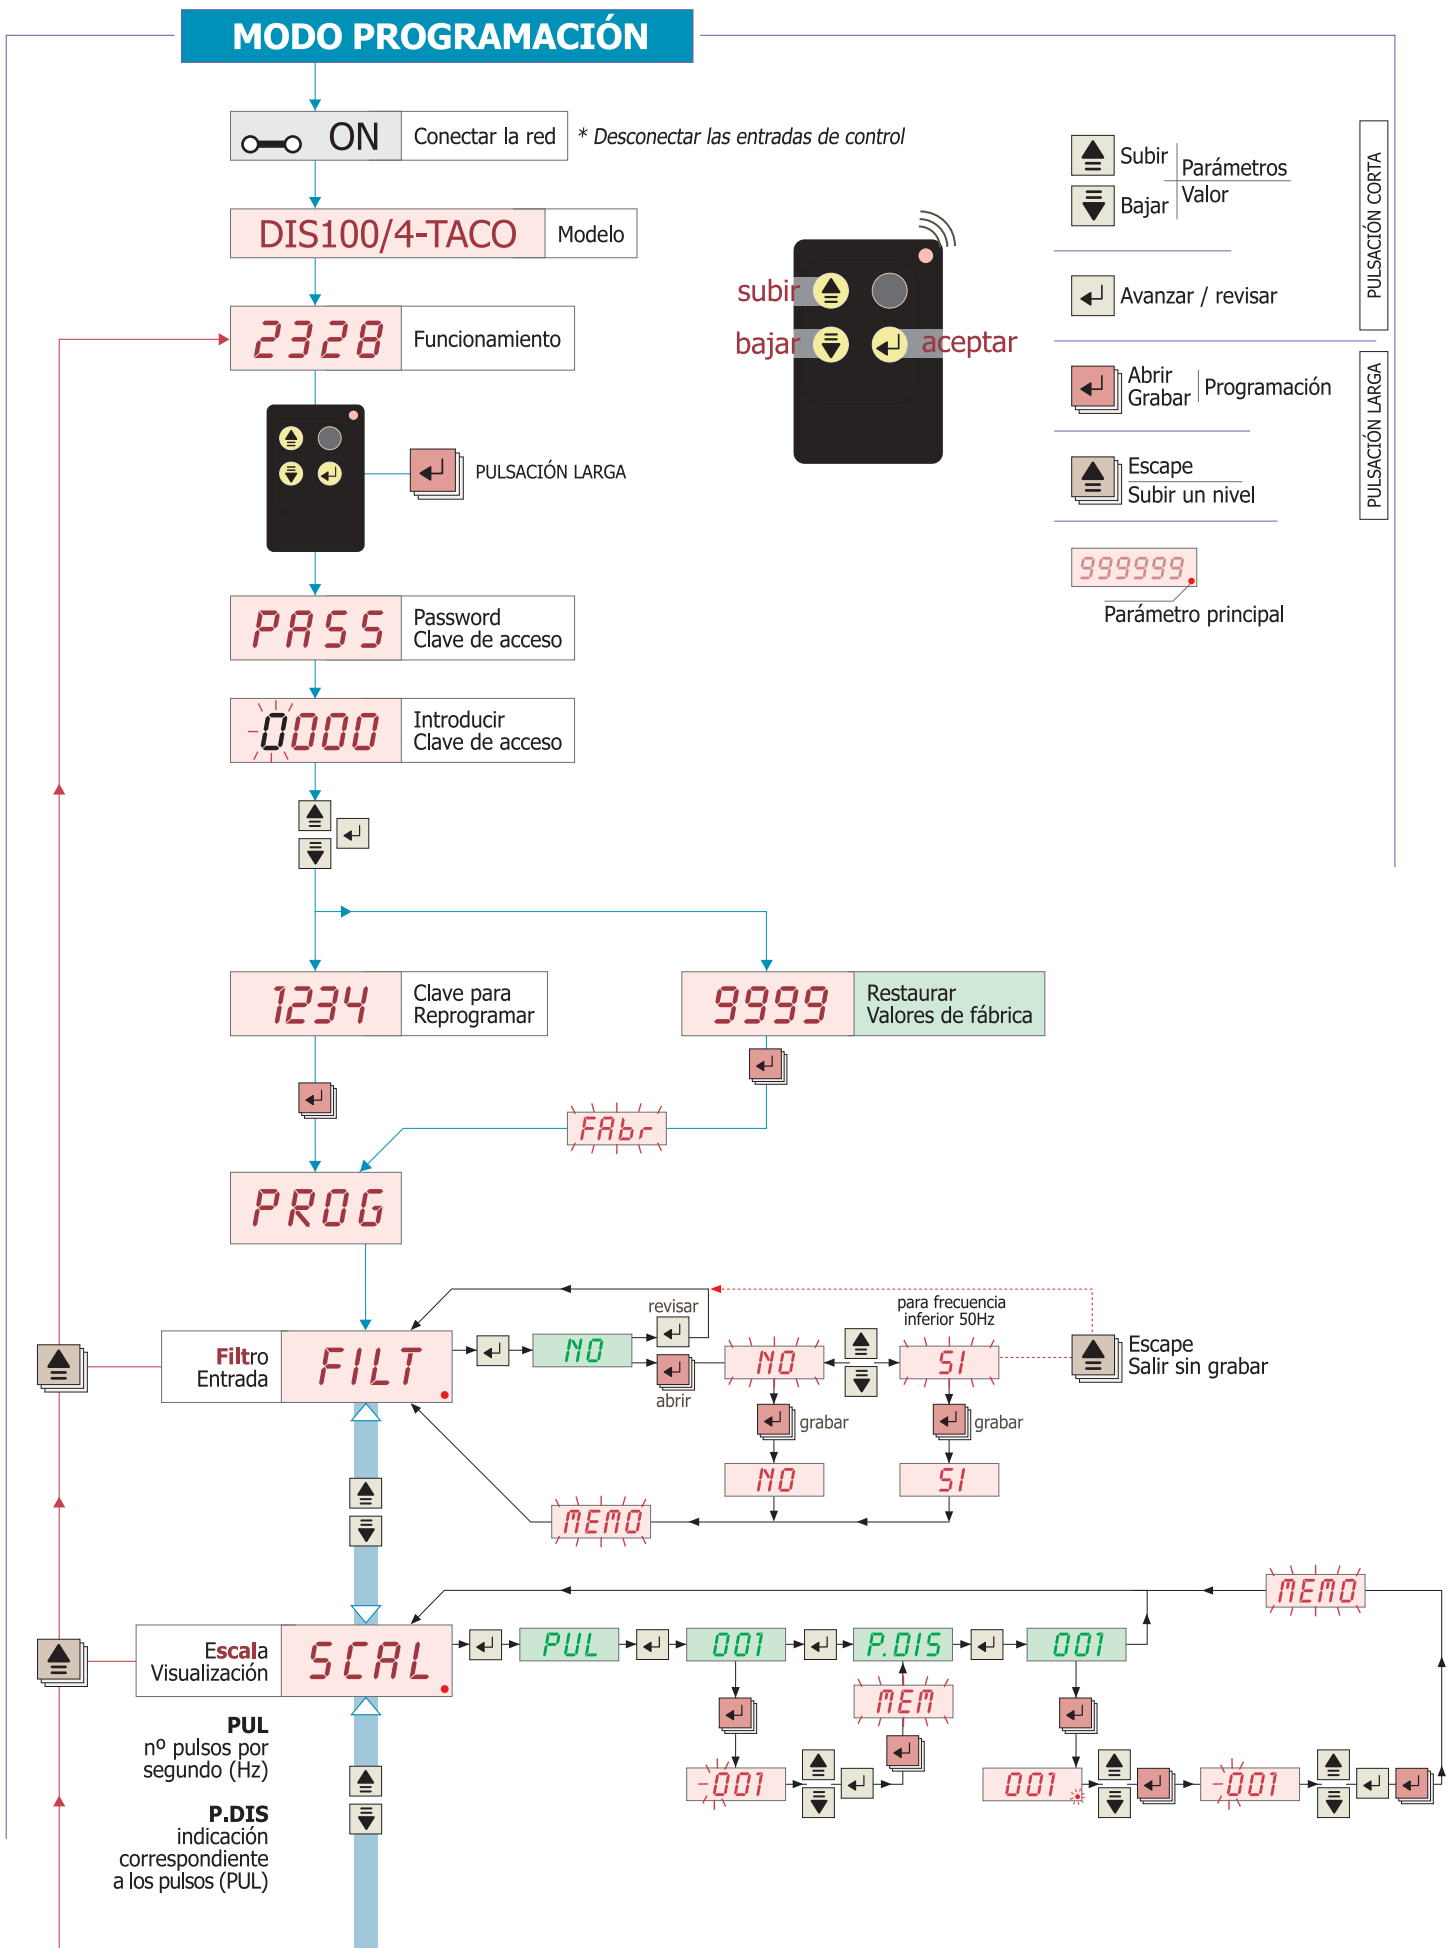 MODO PROGRAMACIÓN
ON
Conectar la red
* Desconectar las entradas de control
DIS100/4-TACO
Modelo
2328
Funcionamiento
PULSACIÓN LARGA
subir
bajar
aceptar
Subir
Bajar
Parámetros
Valor
PULSACIÓN CORTA
Avanzar / revisar
Abrir
Grabar
Programación
PULSACIÓN LARGA
Escape
Subir un nivel
999999.
Parámetro principal
PASS
Password
Clave de acceso
0000
Introducir
Clave de acceso
1234
Clave para
Reprogramar
9999
Restaurar
Valores de fábrica
FAbr
PROG
Filtro
Entrada
FILT
NO
revisar
abrir
NO
para frecuencia
inferior 50Hz
SI
Escape
Salir sin grabar
grabar
grabar
NO
SI
MEMO
MEMO
Escala
Visualización
SCAL
PUL
001
P.DIS
001
MEM
-001
001
-001
PUL
nº pulsos por
segundo (Hz)
P.DIS
indicación
correspondiente
a los pulsos (PUL)